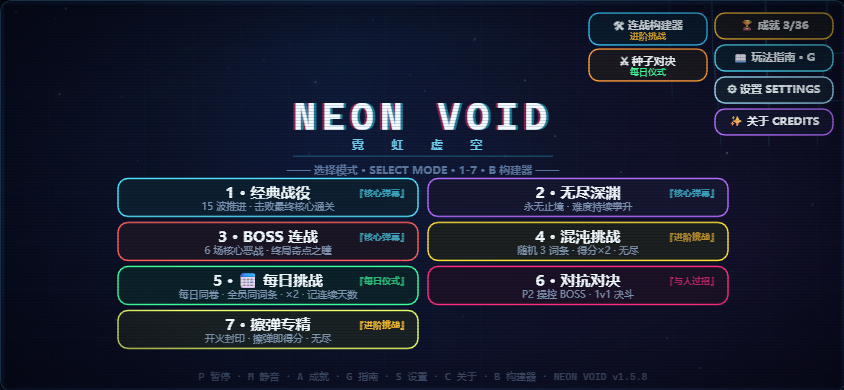 🛠 连战构建器
进阶挑战
🏆 成就 3/36
⚔ 种子对决
每日仪式
📖 玩法指南 · G
⚙ 设置 SETTINGS
✨ 关于 CREDITS
NEON VOID
霓虹虚空
选择模式 · SELECT MODE · 1-7 · B 构建器
1 · 经典战役 『核心弹幕』
15 波推进 · 击败最终核心通关
2 · 无尽深渊 『核心弹幕』
永无止境 · 难度持续攀升
3 · BOSS 连战 『核心弹幕』
6 场核心恶战 · 终局奇点之瞳
4 · 混沌挑战 『进阶挑战』
随机 3 词条 · 得分×2 · 无尽
5 · 📅 每日挑战 『每日仪式』
每日同卷 · 全员同词条 · ×2 · 记连续天数
6 · 对抗对决 『与人过招』
P2 操控 BOSS · 1v1 决斗
7 · 擦弹专精 『进阶挑战』
开火封印 · 擦弹即得分 · 无尽
P 暂停 · M 静音 · A 成就 · G 指南 · S 设置 · C 关于 · B 构建器 · NEON VOID v1.5.8